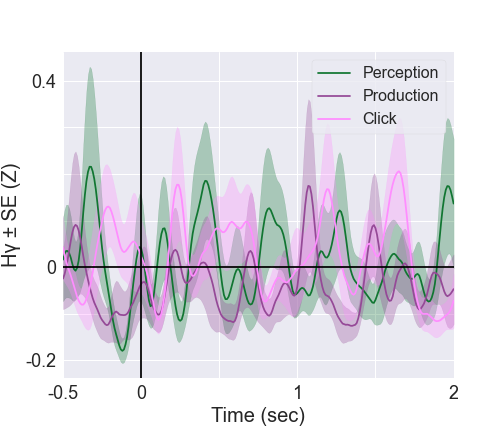 Perception
Production
Click
Hγ ± SE (Z)
0.4
0
-0.2
-0.5 0 1 2
Time (sec)